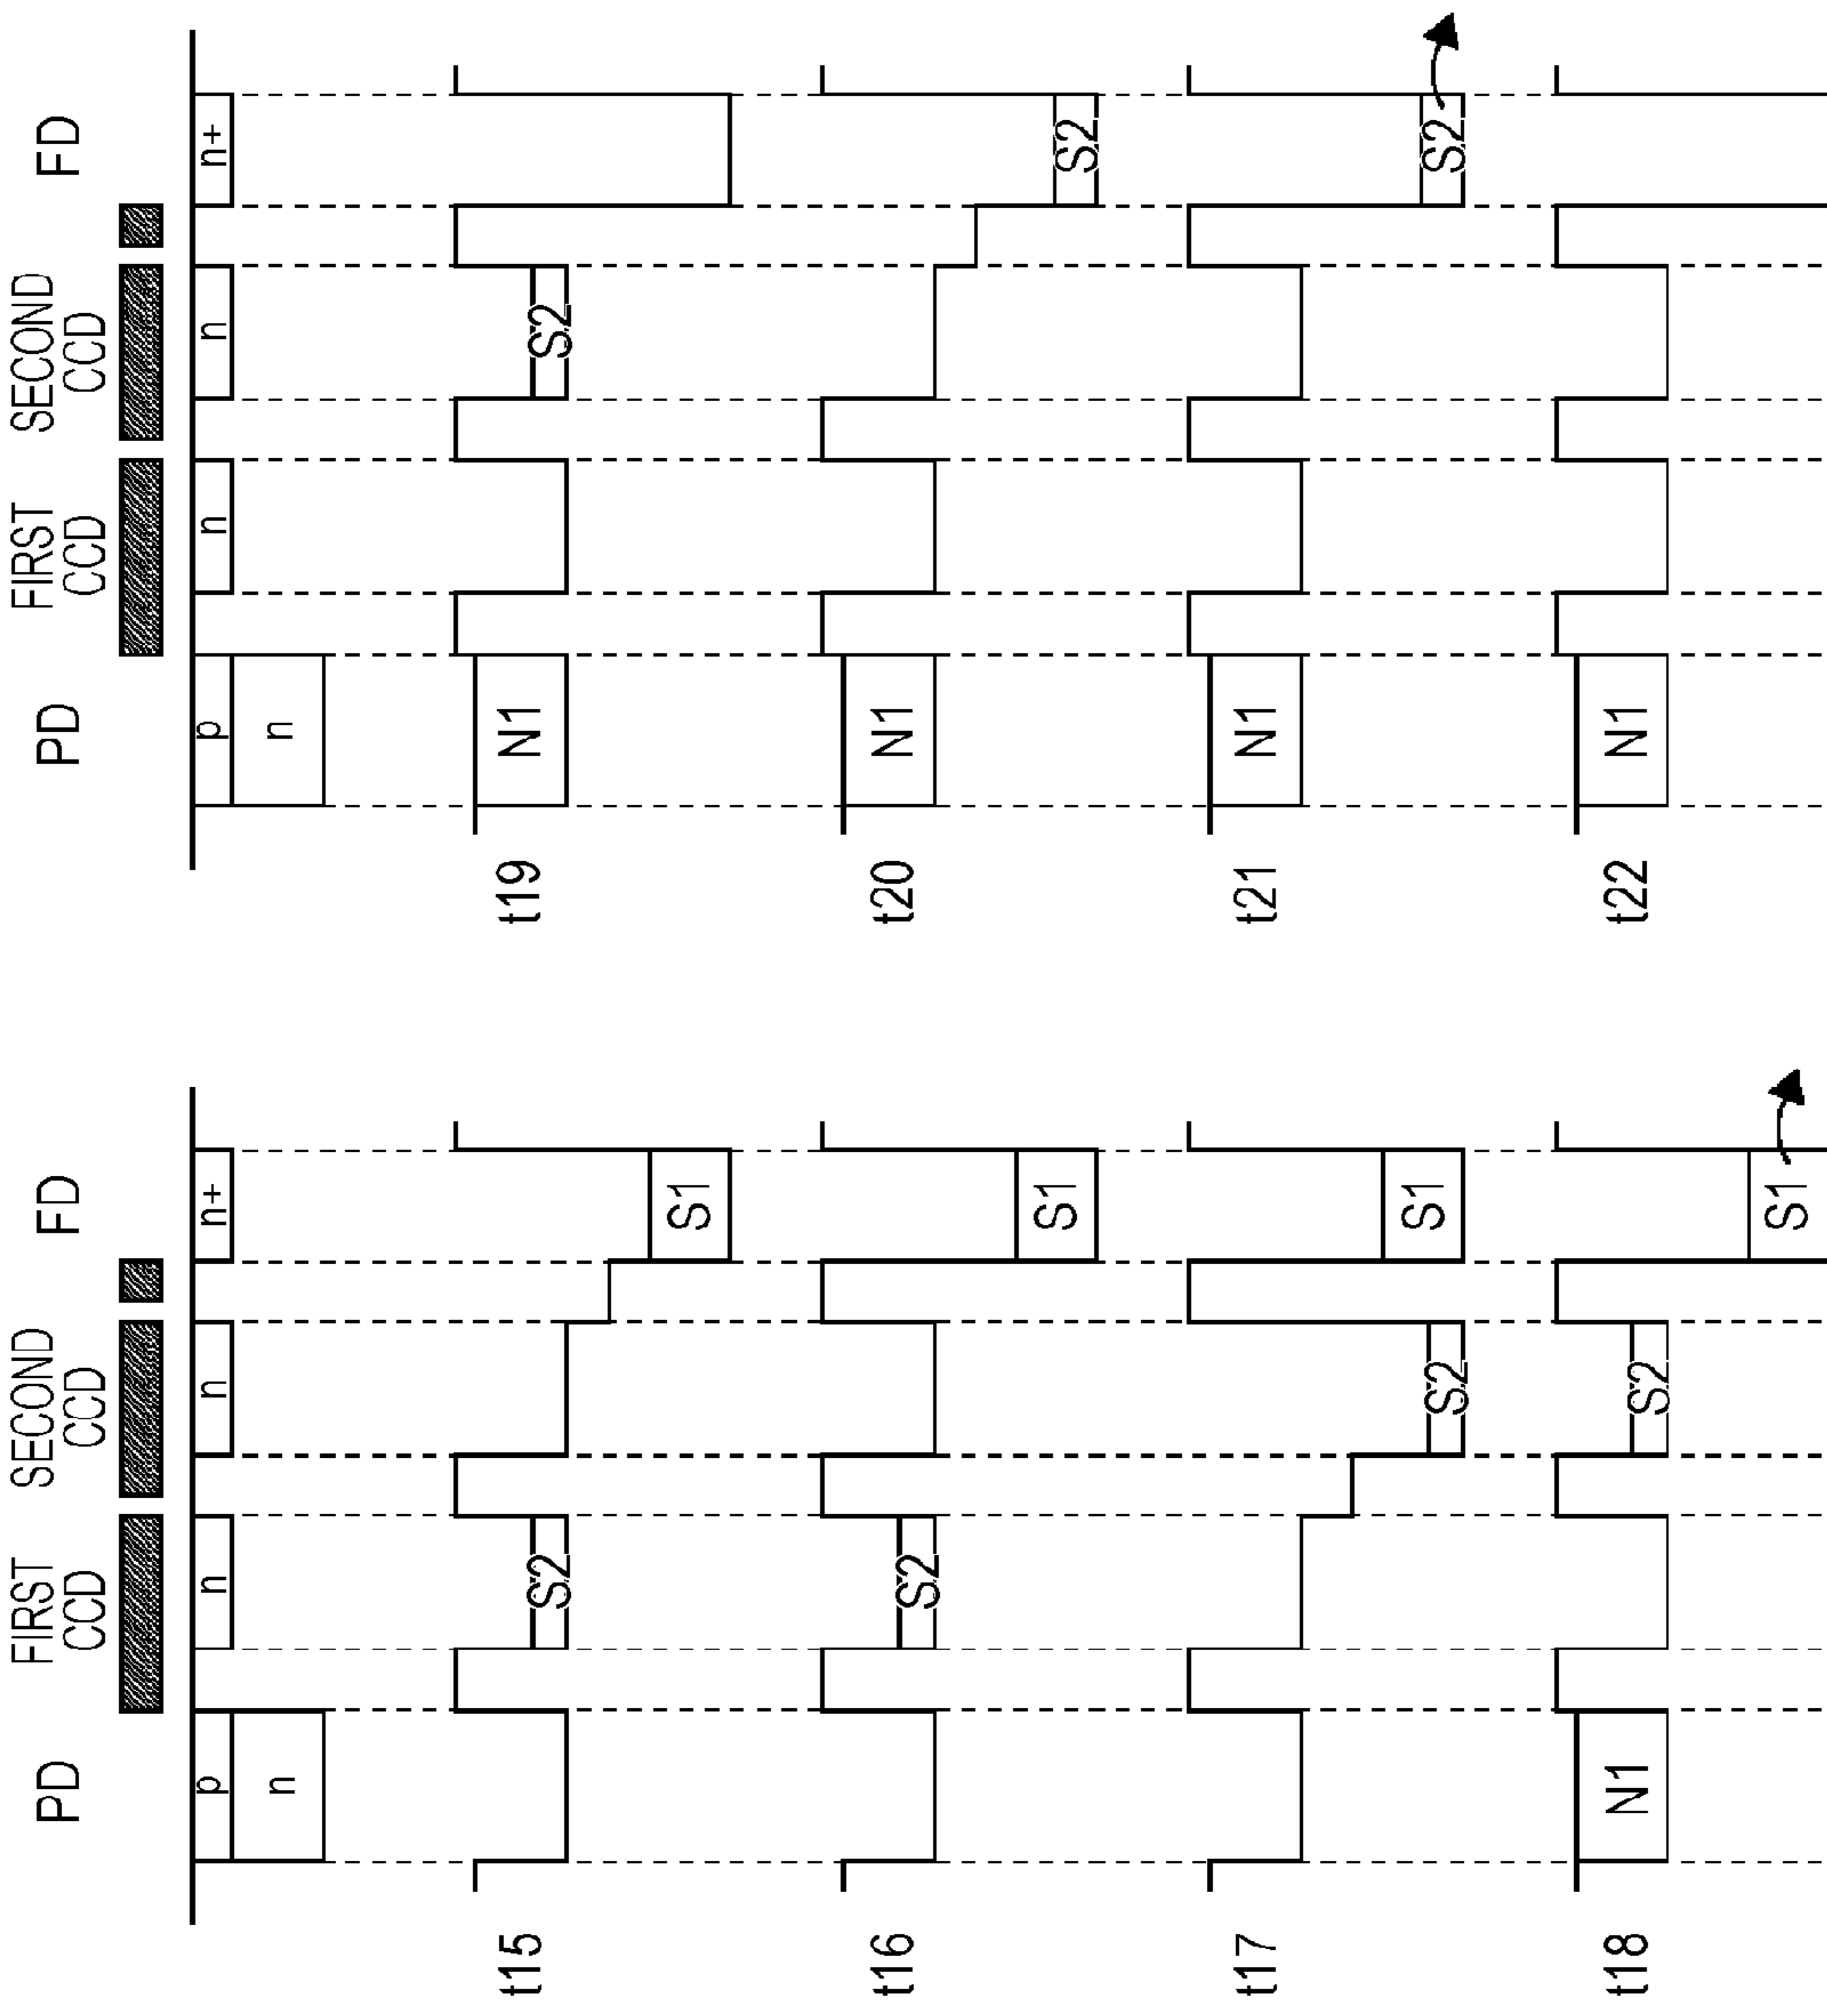 PD
FIRST
CCD
SECOND
CCD
FD
p
n
n
n
n+
t15
S2
S1
t16
S2
S1
t17
S2
S1
t18
N1
S2
S1
PD
FIRST
CCD
SECOND
CCD
FD
p
n
n
n
n+
t19
N1
S2
t20
N1
S2
t21
N1
S2
t22
N1